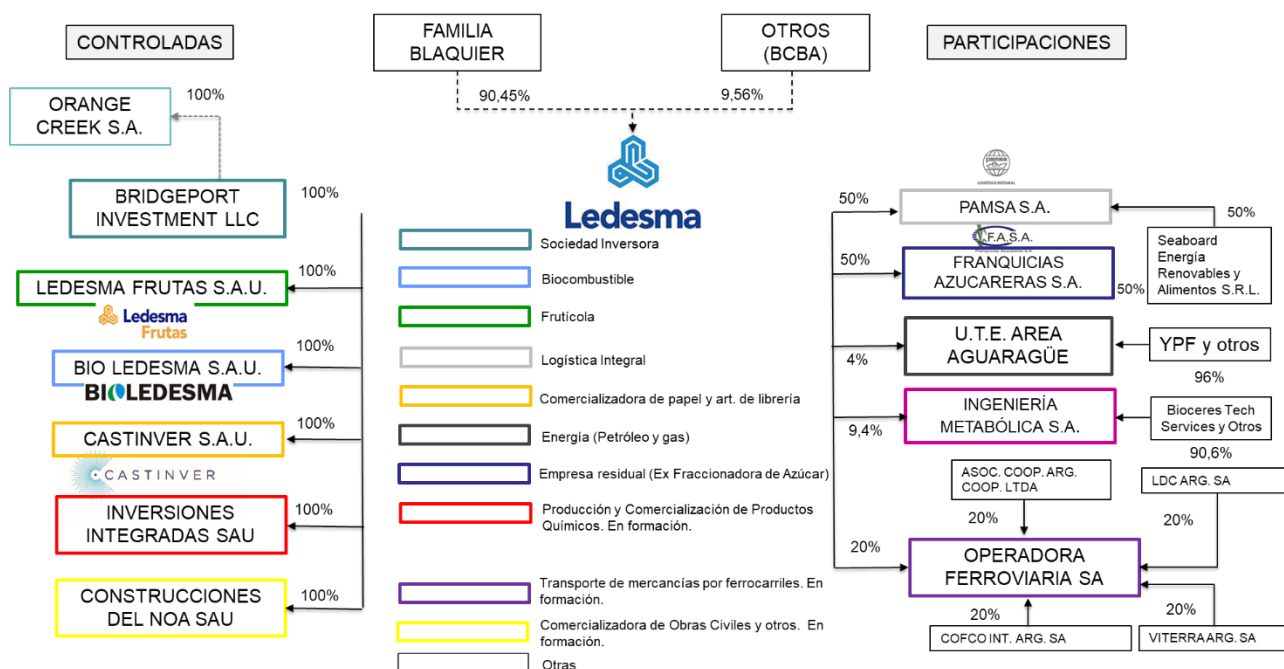 CONTROLADAS
FAMILIA
BLAQUIER
OTROS
(BCBA)
PARTICIPACIONES
90,45%
9,56%
100%
ORANGE
CREEK S.A.
BRIDGEPORT
INVESTMENT LLC
100%
LEDESMA FRUTAS S.A.U.
100%
Ledesma
Frutas
BIO LEDESMA S.A.U.
100%
BIOLEDESMA
CASTINVER S.A.U.
100%
CASTINVER
INVERSIONES
INTEGRADAS SAU
100%
CONSTRUCCIONES
DEL NOA SAU
100%
Ledesma
Sociedad Inversora
Biocombustible
Frutícola
Logística Integral
Comercializadora de papel y art. de librería
Energía (Petróleo y gas)
Empresa residual (Ex Fraccionadora de Azúcar)
Producción y Comercialización de Productos
Químicos. En formación.
Transporte de mercancías por ferrocarriles. En
formación.
Comercializadora de Obras Civiles y otros. En
formación.
Otras
pamsa
LOGÍSTICA INTEGRAL
50%
PAMSA S.A.
50%
F.A.S.A.
Franquicias Azucareras S.A.
50%
FRANQUICIAS
AZUCARERAS S.A.
50%
Seaboard
Energía
Renovables y
Alimentos S.R.L.
4%
U.T.E. AREA
AGUARAGÜE
YPF y otros
96%
9,4%
INGENIERÍA
METABÓLICA S.A.
Bioceres Tech
Services y Otros
90,6%
ASOC. COOP. ARG.
COOP. LTDA
20%
LDC ARG. SA
20%
20%
OPERADORA
FERROVIARIA SA
20%
COFCO INT. ARG. SA
20%
VITERRA ARG. SA